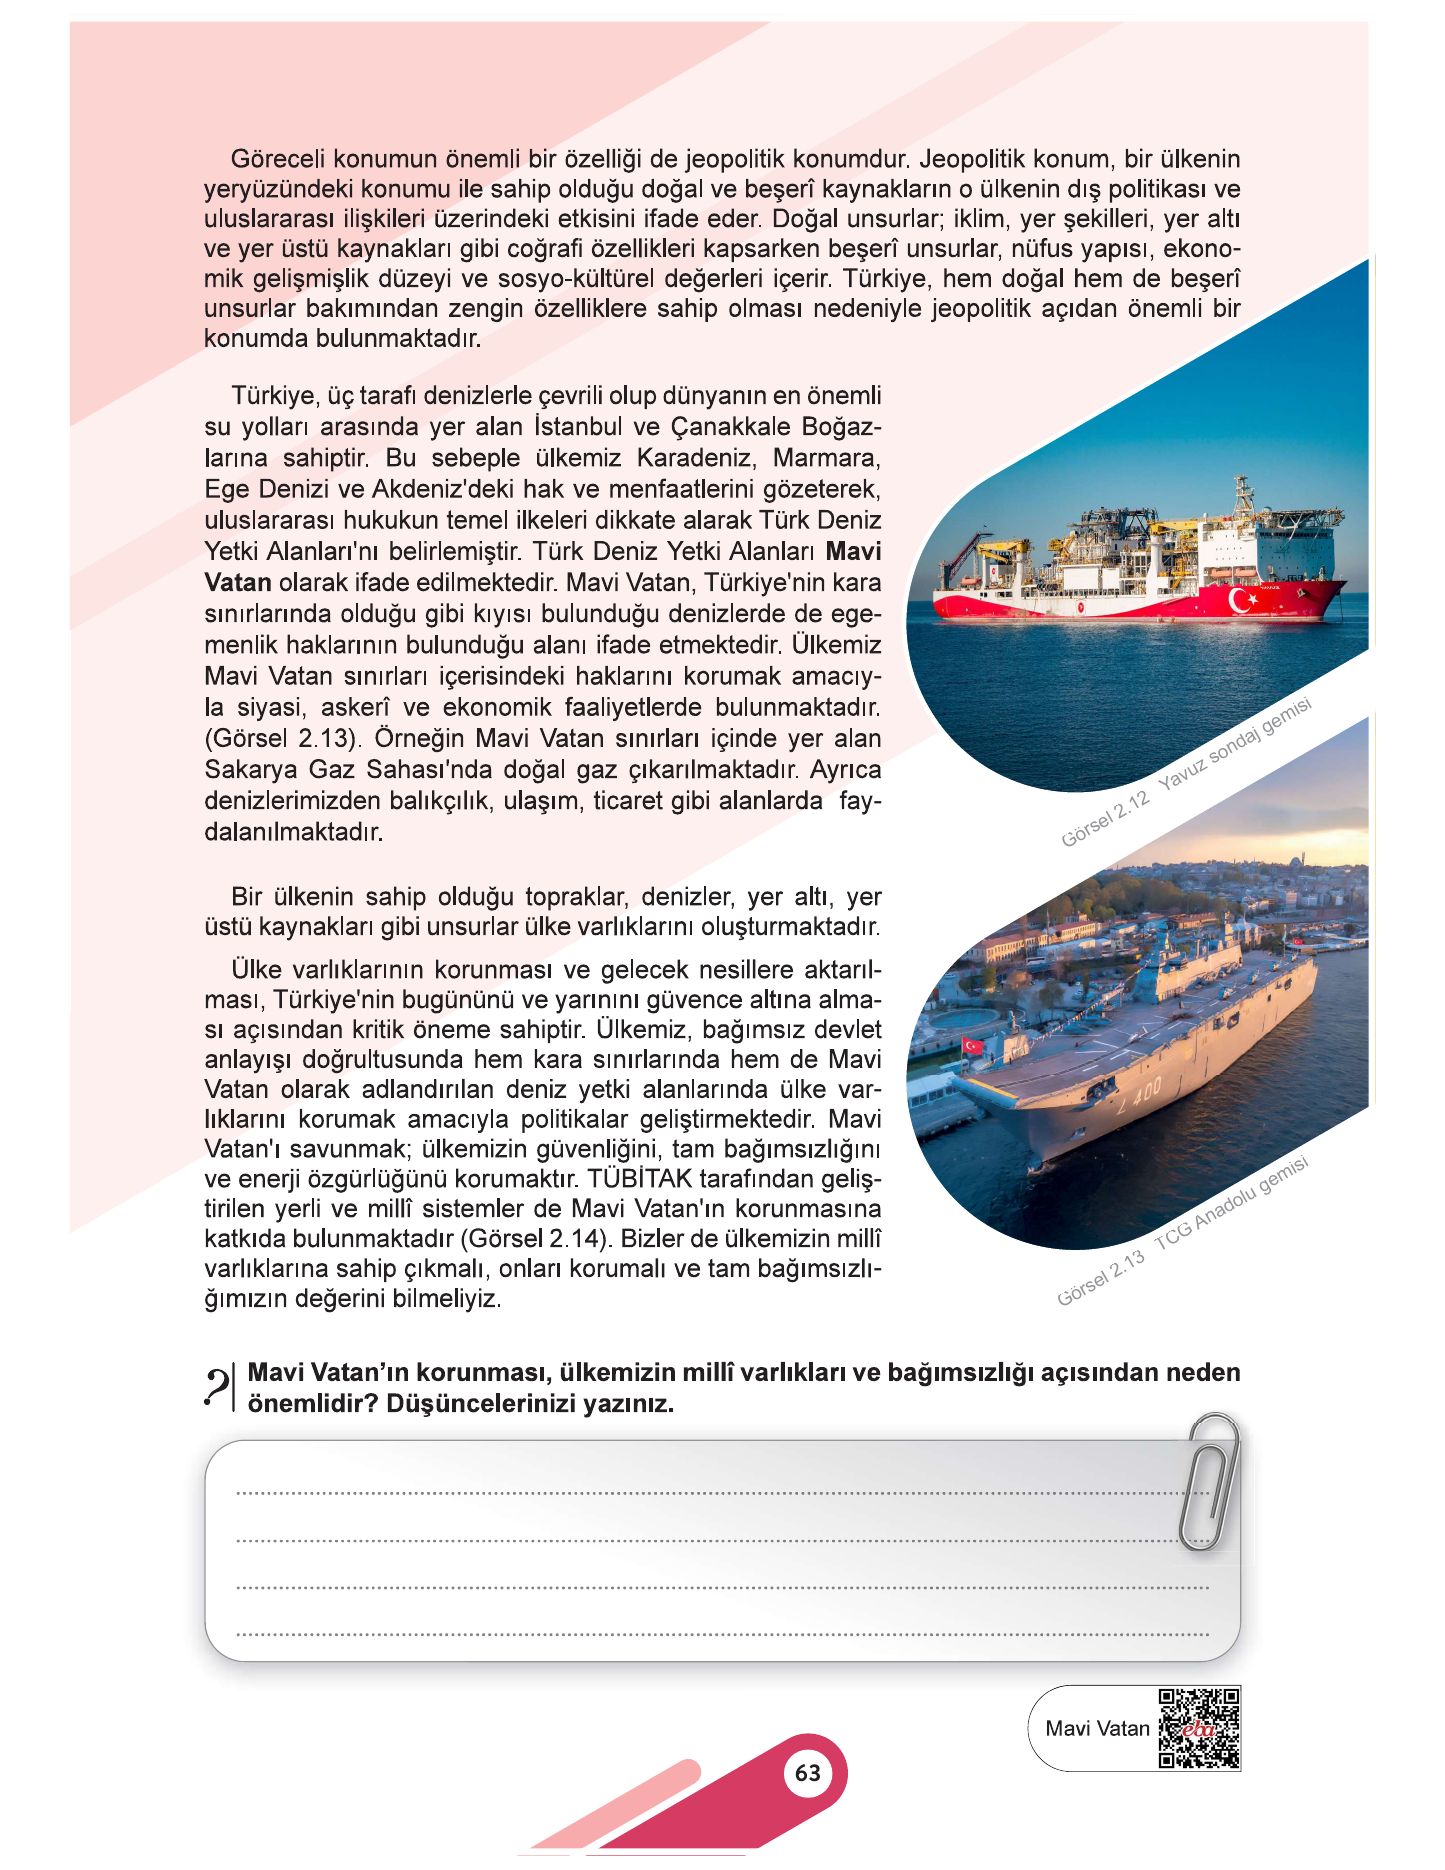 Göreceli konumun önemli bir özelliği de jeopolitik konumdur. Jeopolitik konum, bir ülkenin
yeryüzündeki konumu ile sahip olduğu doğal ve beşerî kaynakların o ülkenin dış politikası ve
uluslararası ilişkileri üzerindeki etkisini ifade eder. Doğal unsurlar; iklim, yer şekilleri, yer altı
ve yer üstü kaynakları gibi coğrafi özellikleri kapsarken beşerî unsurlar, nüfus yapısı, ekono-
mik gelişmişlik düzeyi ve sosyo-kültürel değerleri içerir. Türkiye, hem doğal hem de beşerî
unsurlar bakımından zengin özelliklere sahip olması nedeniyle jeopolitik açıdan önemli bir
konumda bulunmaktadır.
Türkiye, üç tarafı denizlerle çevrili olup dünyanın en önemli
su yolları arasında yer alan İstanbul ve Çanakkale Boğaz-
larına sahiptir. Bu sebeple ülkemiz Karadeniz, Marmara,
Ege Denizi ve Akdeniz'deki hak ve menfaatlerini gözeterek,
uluslararası hukukun temel ilkeleri dikkate alarak Türk Deniz
Yetki Alanları'nı belirlemiştir. Türk Deniz Yetki Alanları Mavi
Vatan olarak ifade edilmektedir. Mavi Vatan, Türkiye'nin kara
sınırlarında olduğu gibi kıyısı bulunduğu denizlerde de ege-
menlik haklarının bulunduğu alanı ifade etmektedir. Ülkemiz
Mavi Vatan sınırları içerisindeki haklarını korumak amacıy-
la siyasi, askerî ve ekonomik faaliyetlerde bulunmaktadır.
(Görsel 2.13). Örneğin Mavi Vatan sınırları içinde yer alan
Sakarya Gaz Sahası'nda doğal gaz çıkarılmaktadır. Ayrıca
denizlerimizden balıkçılık, ulaşım, ticaret gibi alanlarda fay-
dalanılmaktadır.
Görsel 2.12 Yavuz sondaj gemisi
Bir ülkenin sahip olduğu topraklar, denizler, yer altı, yer
üstü kaynakları gibi unsurlar ülke varlıklarını oluşturmaktadır.
Ülke varlıklarının korunması ve gelecek nesillere aktarıl-
ması, Türkiye'nin bugününü ve yarınını güvence altına alma-
sı açısından kritik öneme sahiptir. Ülkemiz, bağımsız devlet
anlayışı doğrultusunda hem kara sınırlarında hem de Mavi
Vatan olarak adlandırılan deniz yetki alanlarında ülke var-
lıklarını korumak amacıyla politikalar geliştirmektedir. Mavi
Vatan'ı savunmak; ülkemizin güvenliğini, tam bağımsızlığını
ve enerji özgürlüğünü korumaktır. TÜBİTAK tarafından geliş-
tirilen yerli ve millî sistemler de Mavi Vatan'ın korunmasına
katkıda bulunmaktadır (Görsel 2.14). Bizler de ülkemizin millî
varlıklarına sahip çıkmalı, onları korumalı ve tam bağımsızlı-
ğımızın değerini bilmeliyiz.
L 400
Görsel 2.13 TCG Anadolu gemisi
? Mavi Vatan’ın korunması, ülkemizin millî varlıkları ve bağımsızlığı açısından neden
önemlidir? Düşüncelerinizi yazınız.
Mavi Vatan
eba
63